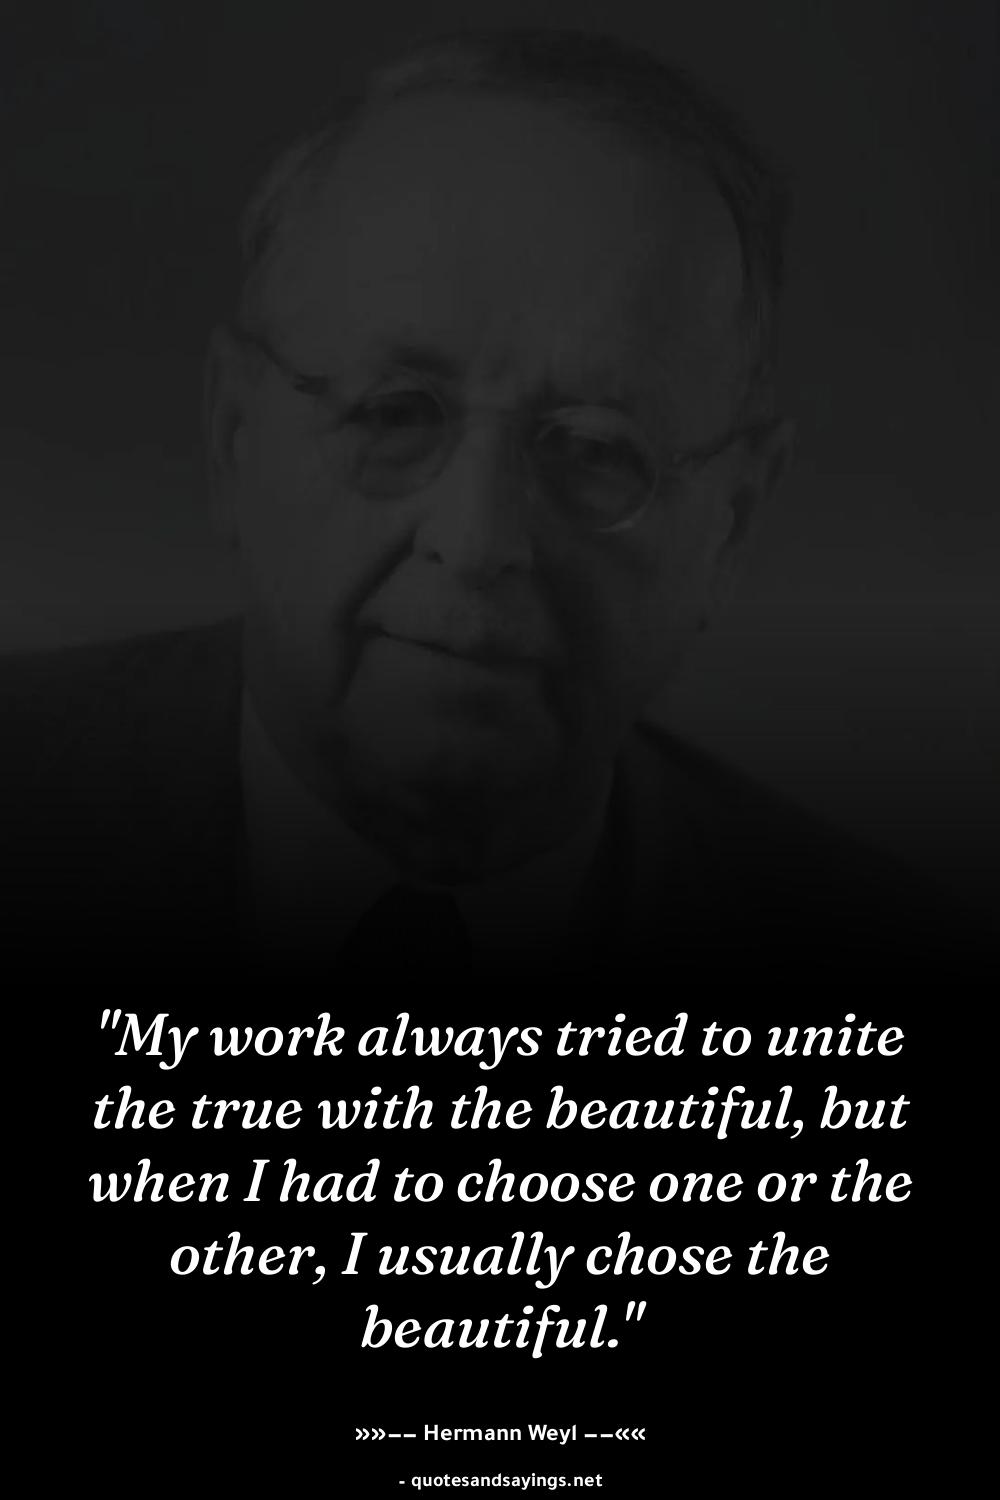 "My work always tried to unite
the true with the beautiful, but
when I had to choose one or the
other, I usually chose the
beautiful."
»»−− Hermann Weyl −−««
- quotesandsayings.net